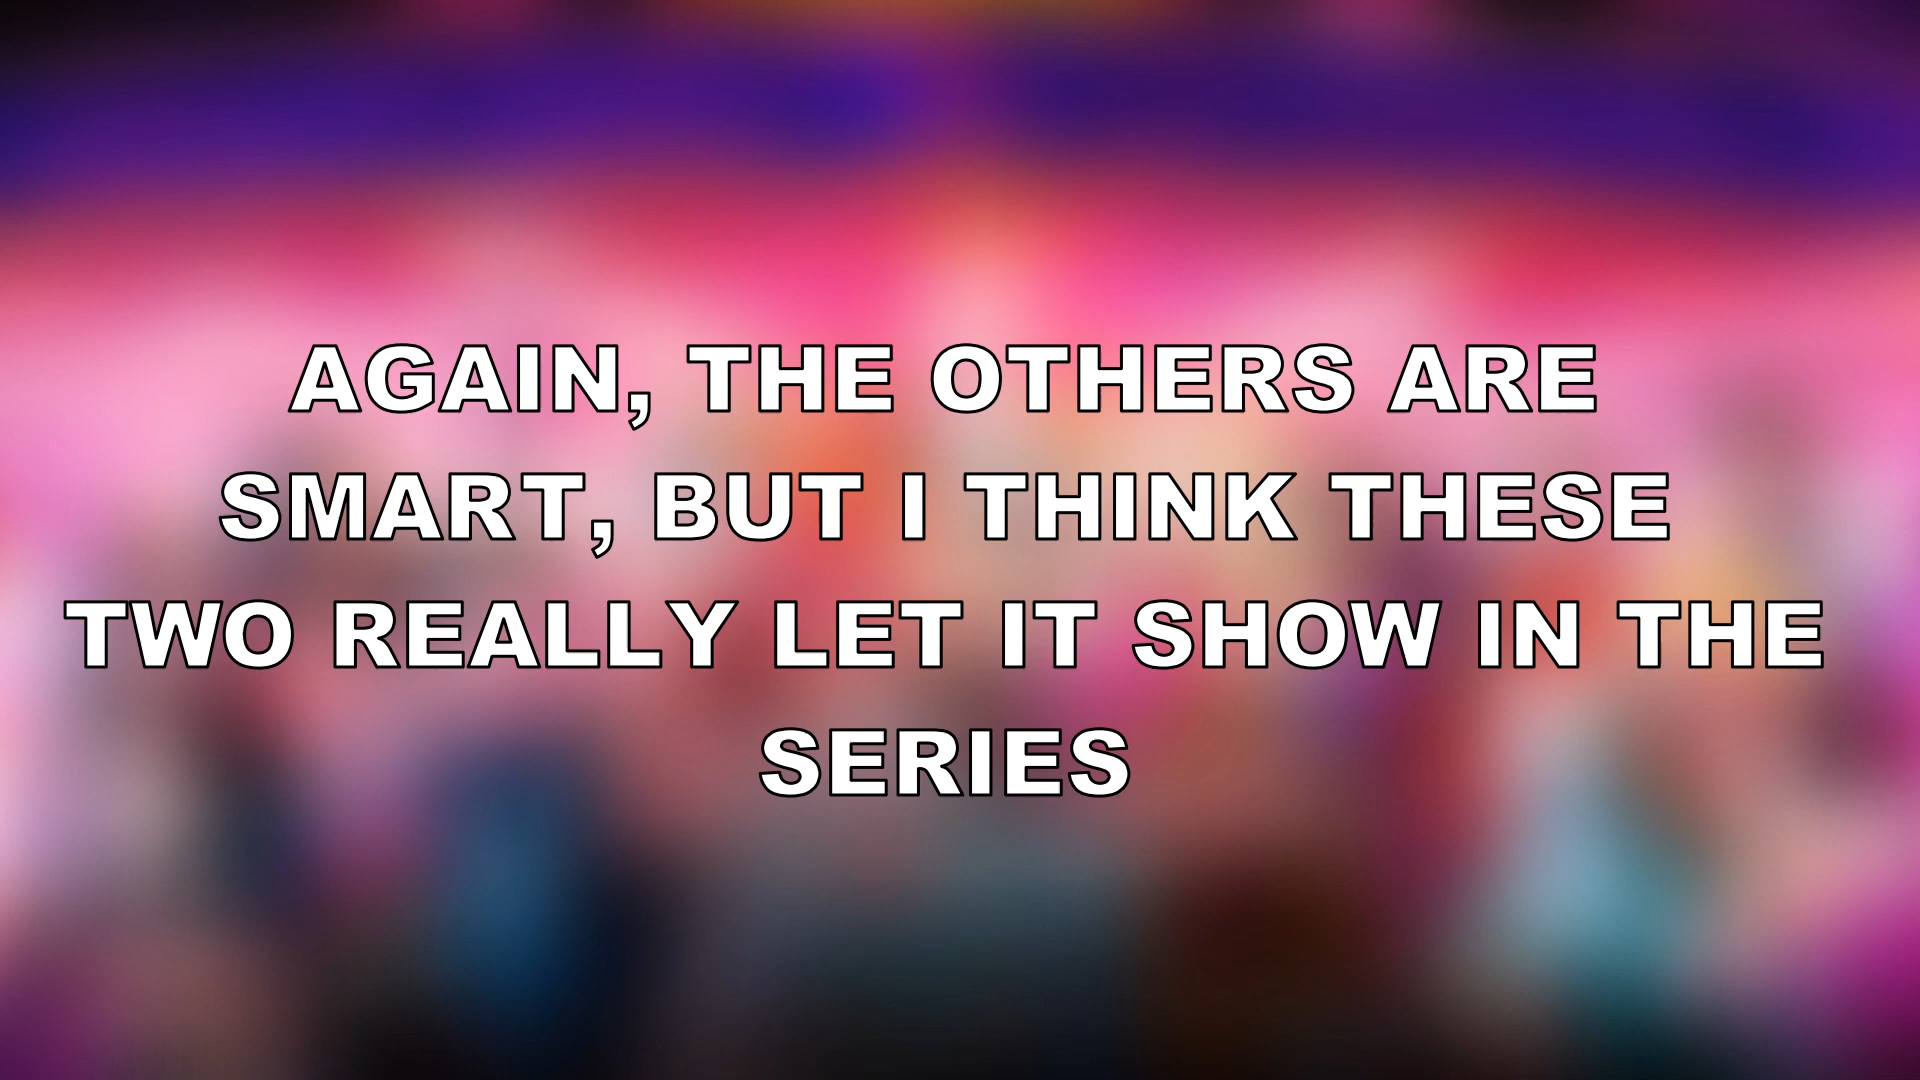 AGAIN, THE OTHERS ARE
SMART, BUT I THINK THESE
TWO REALLY LET IT SHOW IN THE
SERIES